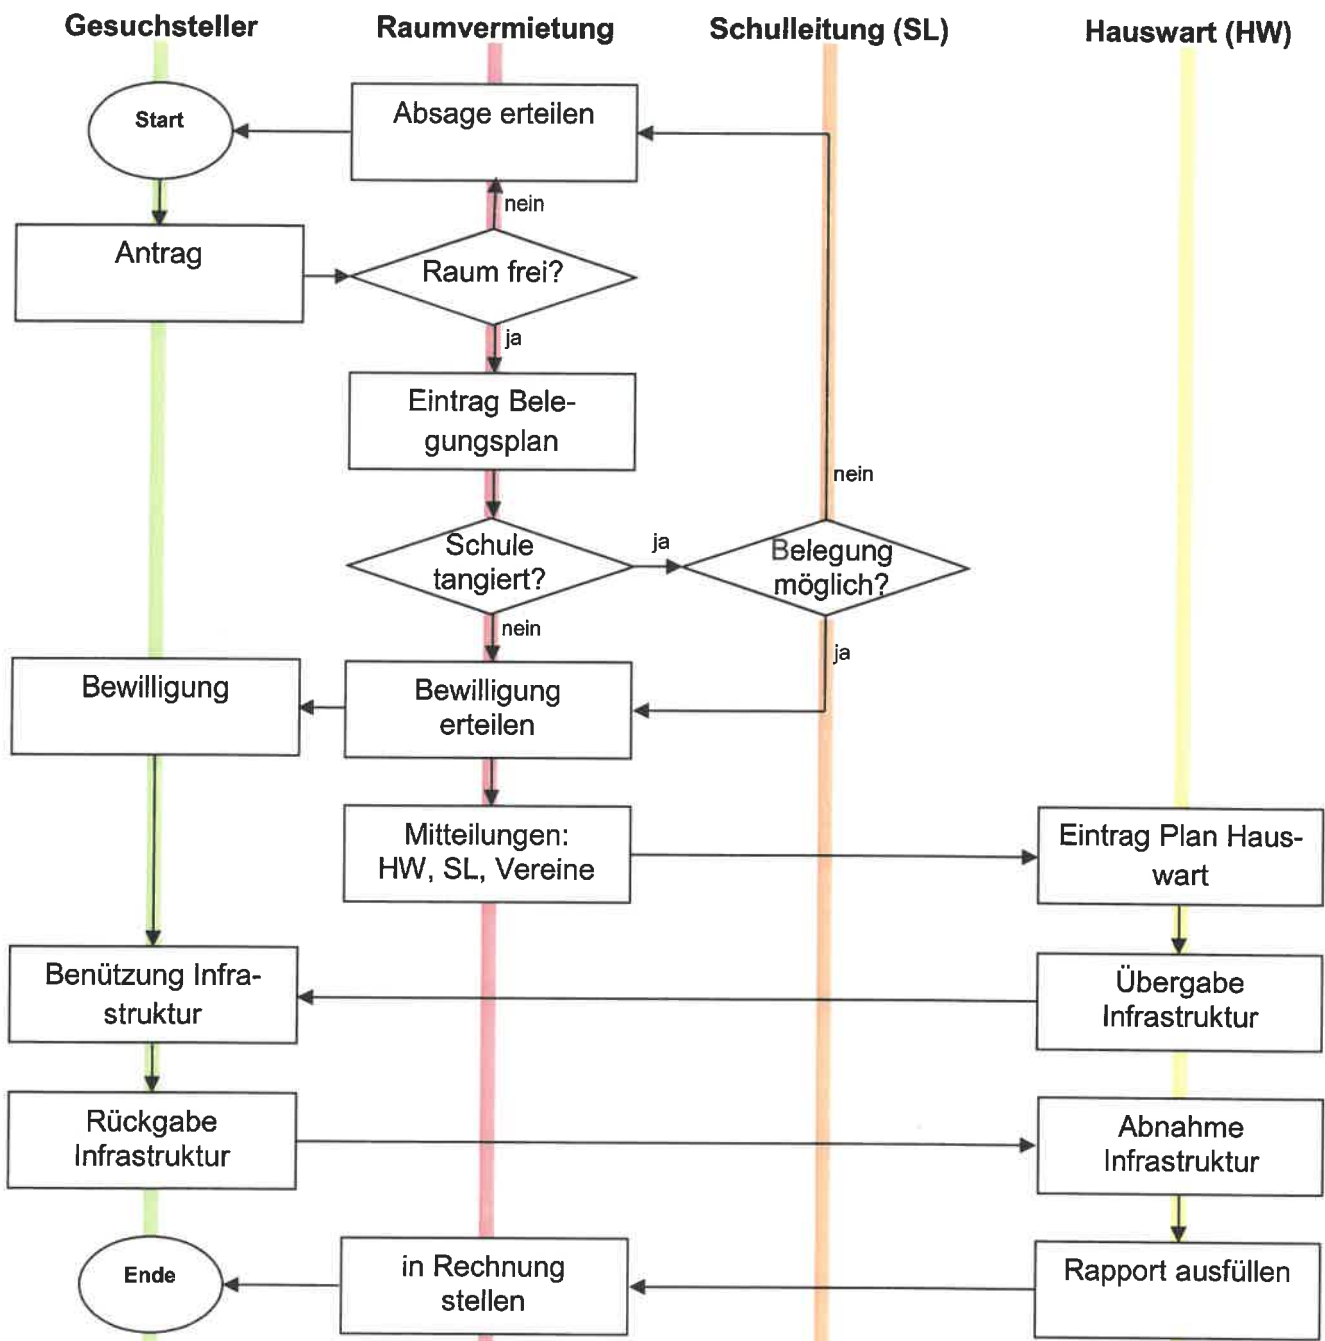 Gesuchsteller
Raumvermietung
Schulleitung (SL)
Hauswart (HW)
Start
Absage erteilen
nein
Antrag
Raum frei?
ja
Eintrag Bele-
gungsplan
nein
Schule
tangiert?
ja
Belegung
möglich?
nein
ja
Bewilligung
Bewilligung
erteilen
Mitteilungen:
HW, SL, Vereine
Eintrag Plan Haus-
wart
Benützung Infra-
struktur
Übergabe
Infrastruktur
Rückgabe
Infrastruktur
Abnahme
Infrastruktur
Ende
in Rechnung
stellen
Rapport ausfüllen